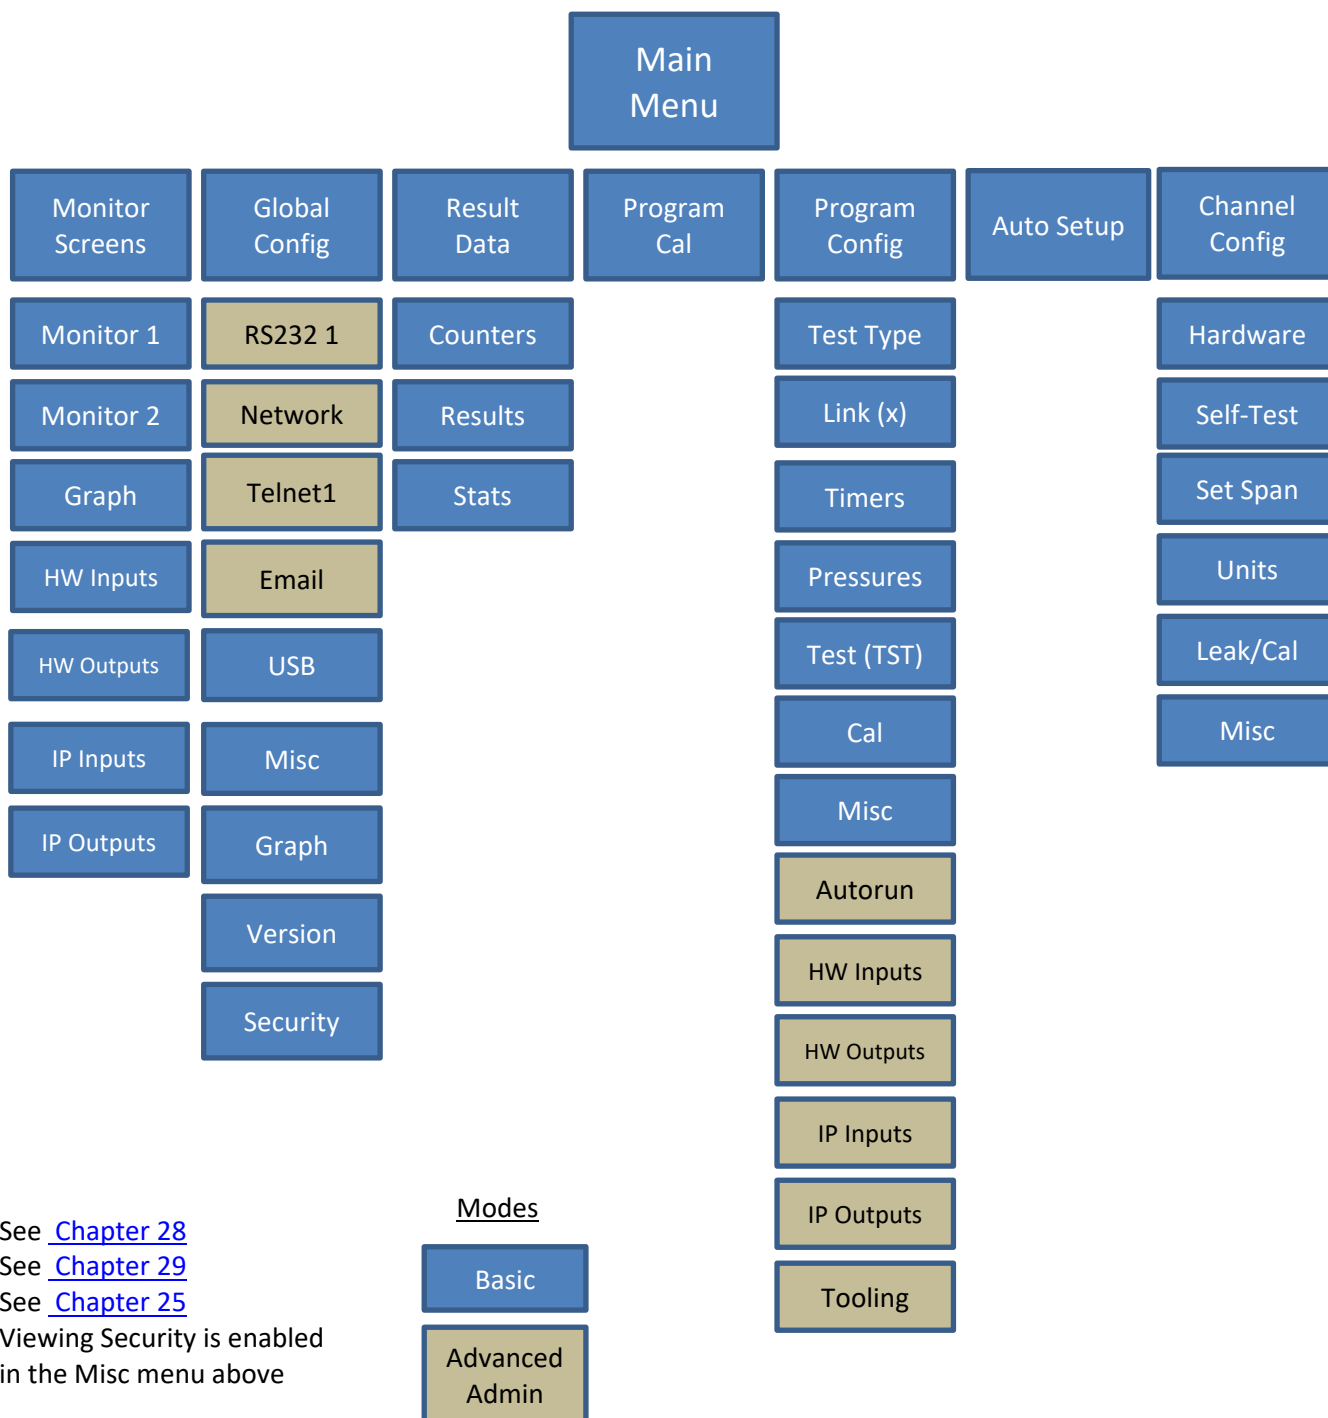 Main
Menu
Monitor
Screens
Global
Config
Result
Data
Program
Cal
Program
Config
Auto Setup
Channel
Config
Monitor 1
Monitor 2
Graph
HW Inputs
HW Outputs
IP Inputs
IP Outputs
RS232 1
Network
Telnet1
Email
USB
Misc
Graph
Version
Security
Counters
Results
Stats
Test Type
Link (x)
Timers
Pressures
Test (TST)
Cal
Misc
Autorun
HW Inputs
HW Outputs
IP Inputs
IP Outputs
Tooling
Hardware
Self-Test
Set Span
Units
Leak/Cal
Misc
See Chapter 28
See Chapter 29
See Chapter 25
Viewing Security is enabled
in the Misc menu above
Modes
Basic
Advanced
Admin